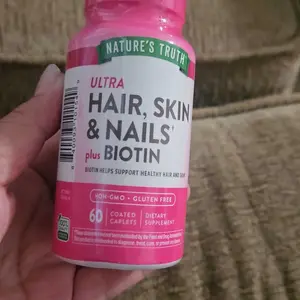 NATURE'S TRUTH
ULTRA
HAIR, SKIN
& NAILS†
plus BIOTIN
BIOTIN HELPS SUPPORT HEALTHY HAIR AND SKIN
NON-GMO • GLUTEN FREE
60 COATED CAPLETS
DIETARY SUPPLEMENT